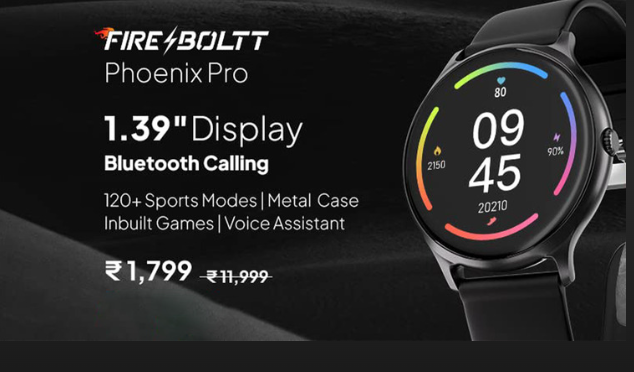 FIRE BOLTT
Phoenix Pro
1.39" Display
Bluetooth Calling
120+ Sports Modes | Metal Case
Inbuilt Games | Voice Assistant
₹1,799 ₹11,999
80
09
45
2150
90%
20210